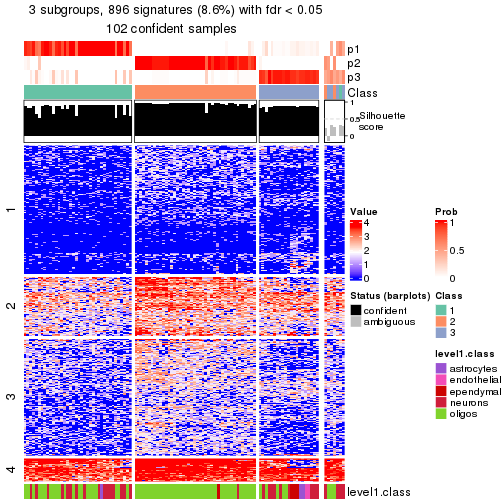 3 subgroups, 896 signatures (8.6%) with fdr < 0.05
102 confident samples
p1
p2
p3
Class
1
0.5
0
Silhouette
score
1
2
3
4
level1.class
Value
4
3
2
1
0
Prob
1
0.5
0
Status (barplots)
confident
ambiguous
Class
1
2
3
level1.class
astrocytes
endothelial
ependymal
neurons
oligos